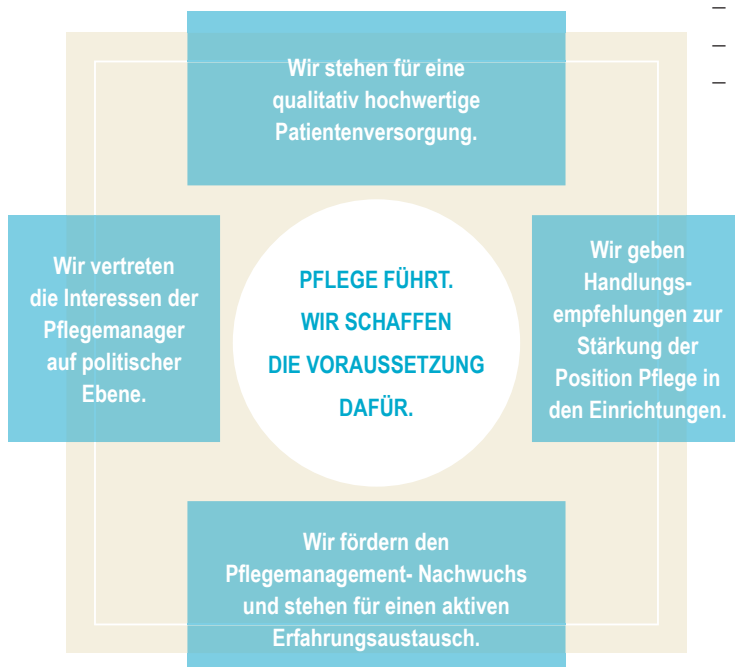 –
–
–
Wir stehen für eine
qualitativ hochwertige
Patientenversorgung.
Wir vertreten
die Interessen der
Pflegemanager
auf politischer
Ebene.
PFLEGE FÜHRT.
WIR SCHAFFEN
DIE VORAUSSETZUNG
DAFÜR.
Wir geben
Handlungs-
empfehlungen zur
Stärkung der
Position Pflege in
den Einrichtungen.
Wir fördern den
Pflegemanagement- Nachwuchs
und stehen für einen aktiven
Erfahrungsaustausch.